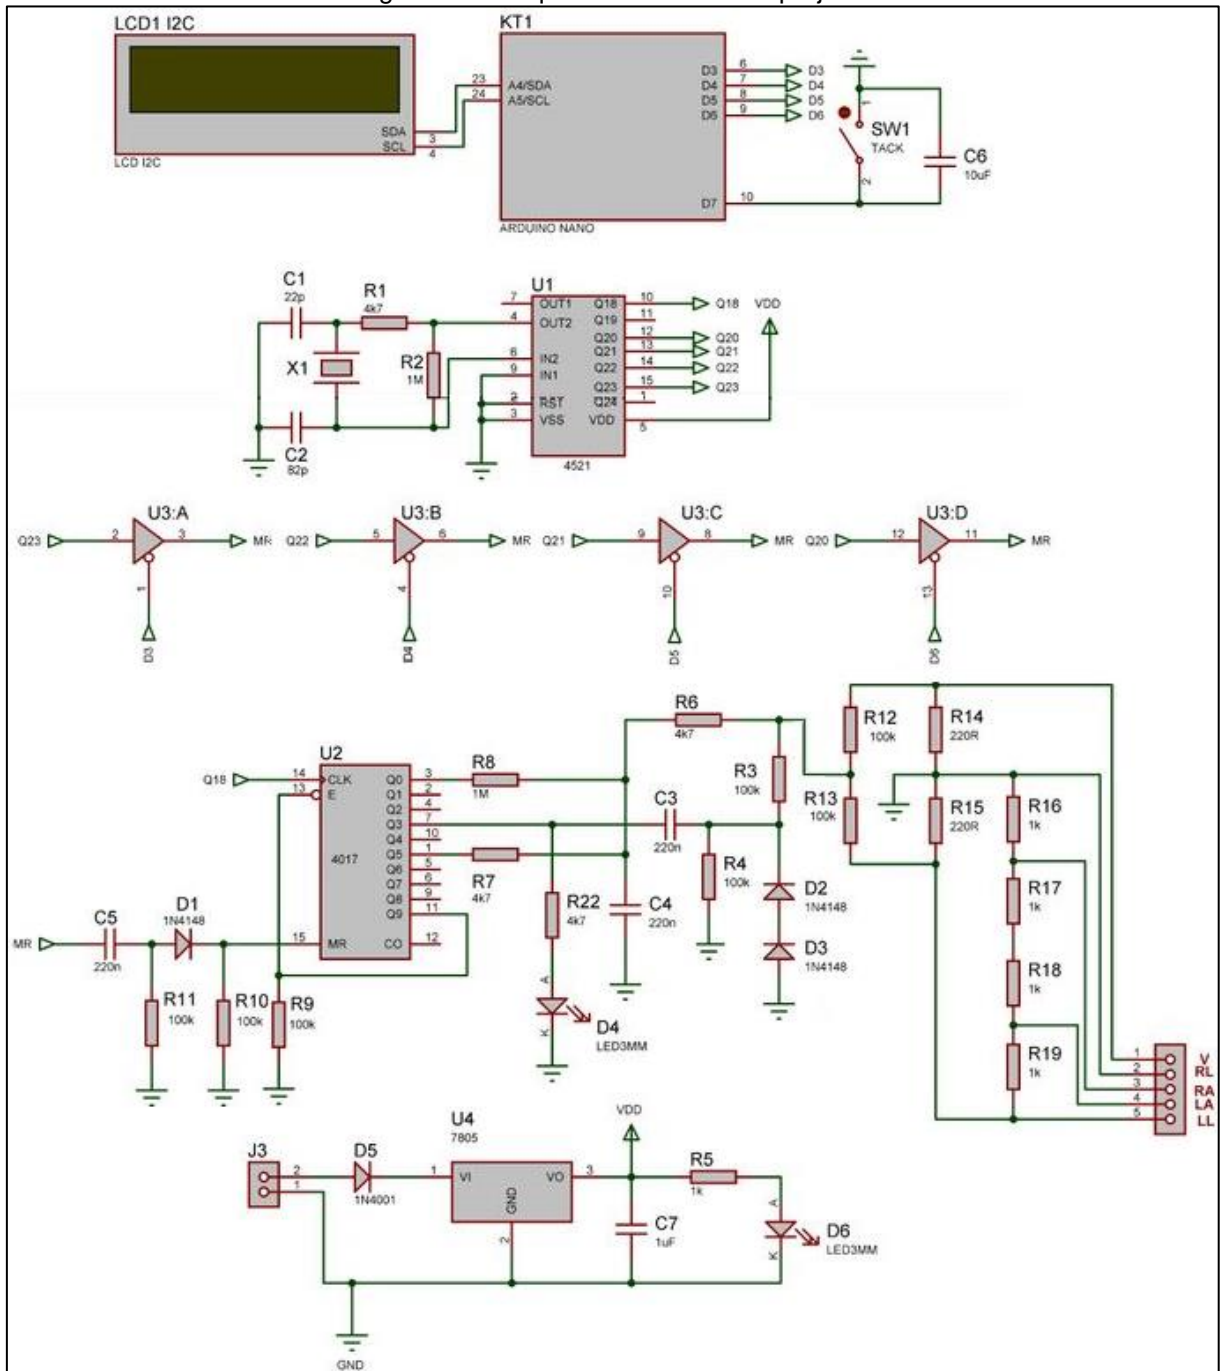 LCD1 I2C
SDA
3
SCL
4
LCD I2C
KT1
23
A4/SDA
24
A5/SCL
D3 6 D3
D4 7 D4
D5 8 D5
D6 9 D6
D7 10
ARDUINO NANO
1
SW1
TACK
2
C6
10uF
C1
22p
R1
4k7
X1
R2
1M
C2
82p
U1
7 OUT1
4 OUT2
6 IN2
9 IN1
2 RST
3 VSS
Q18 10 Q18
Q19 11
Q20 12 Q20
Q21 13 Q21
Q22 14 Q22
Q23 15 Q23
Q24 1
VDD 5
4521
VDD
U3:A
Q23 2 3 MR
1
D3
U3:B
Q22 5 6 MR
4
D4
U3:C
Q21 9 8 MR
10
D5
U3:D
Q20 12 11 MR
13
D6
U2
Q18 14 CLK
13 E
4017
15 MR
Q0 3
Q1 2
Q2 4
Q3 7
Q4 10
Q5 1
Q6 5
Q7 6
Q8 9
Q9 11
CO 12
MR
C5
220n
D1
1N4148
R11
100k
R10
100k
R9
100k
R8
1M
R7
4k7
R22
4k7
A
K
D4
LED3MM
C3
220n
C4
220n
R6
4k7
R3
100k
R4
100k
D2
1N4148
D3
1N4148
R12
100k
R13
100k
R14
220R
R15
220R
R16
1k
R17
1k
R18
1k
R19
1k
1 V
2 RL
3 RA
4 LA
5 LL
J3
2
1
D5
1N4001
U4
7805
1 VI
VO 3
GND
2
VDD
R5
1k
C7
1uF
A
K
D6
LED3MM
GND